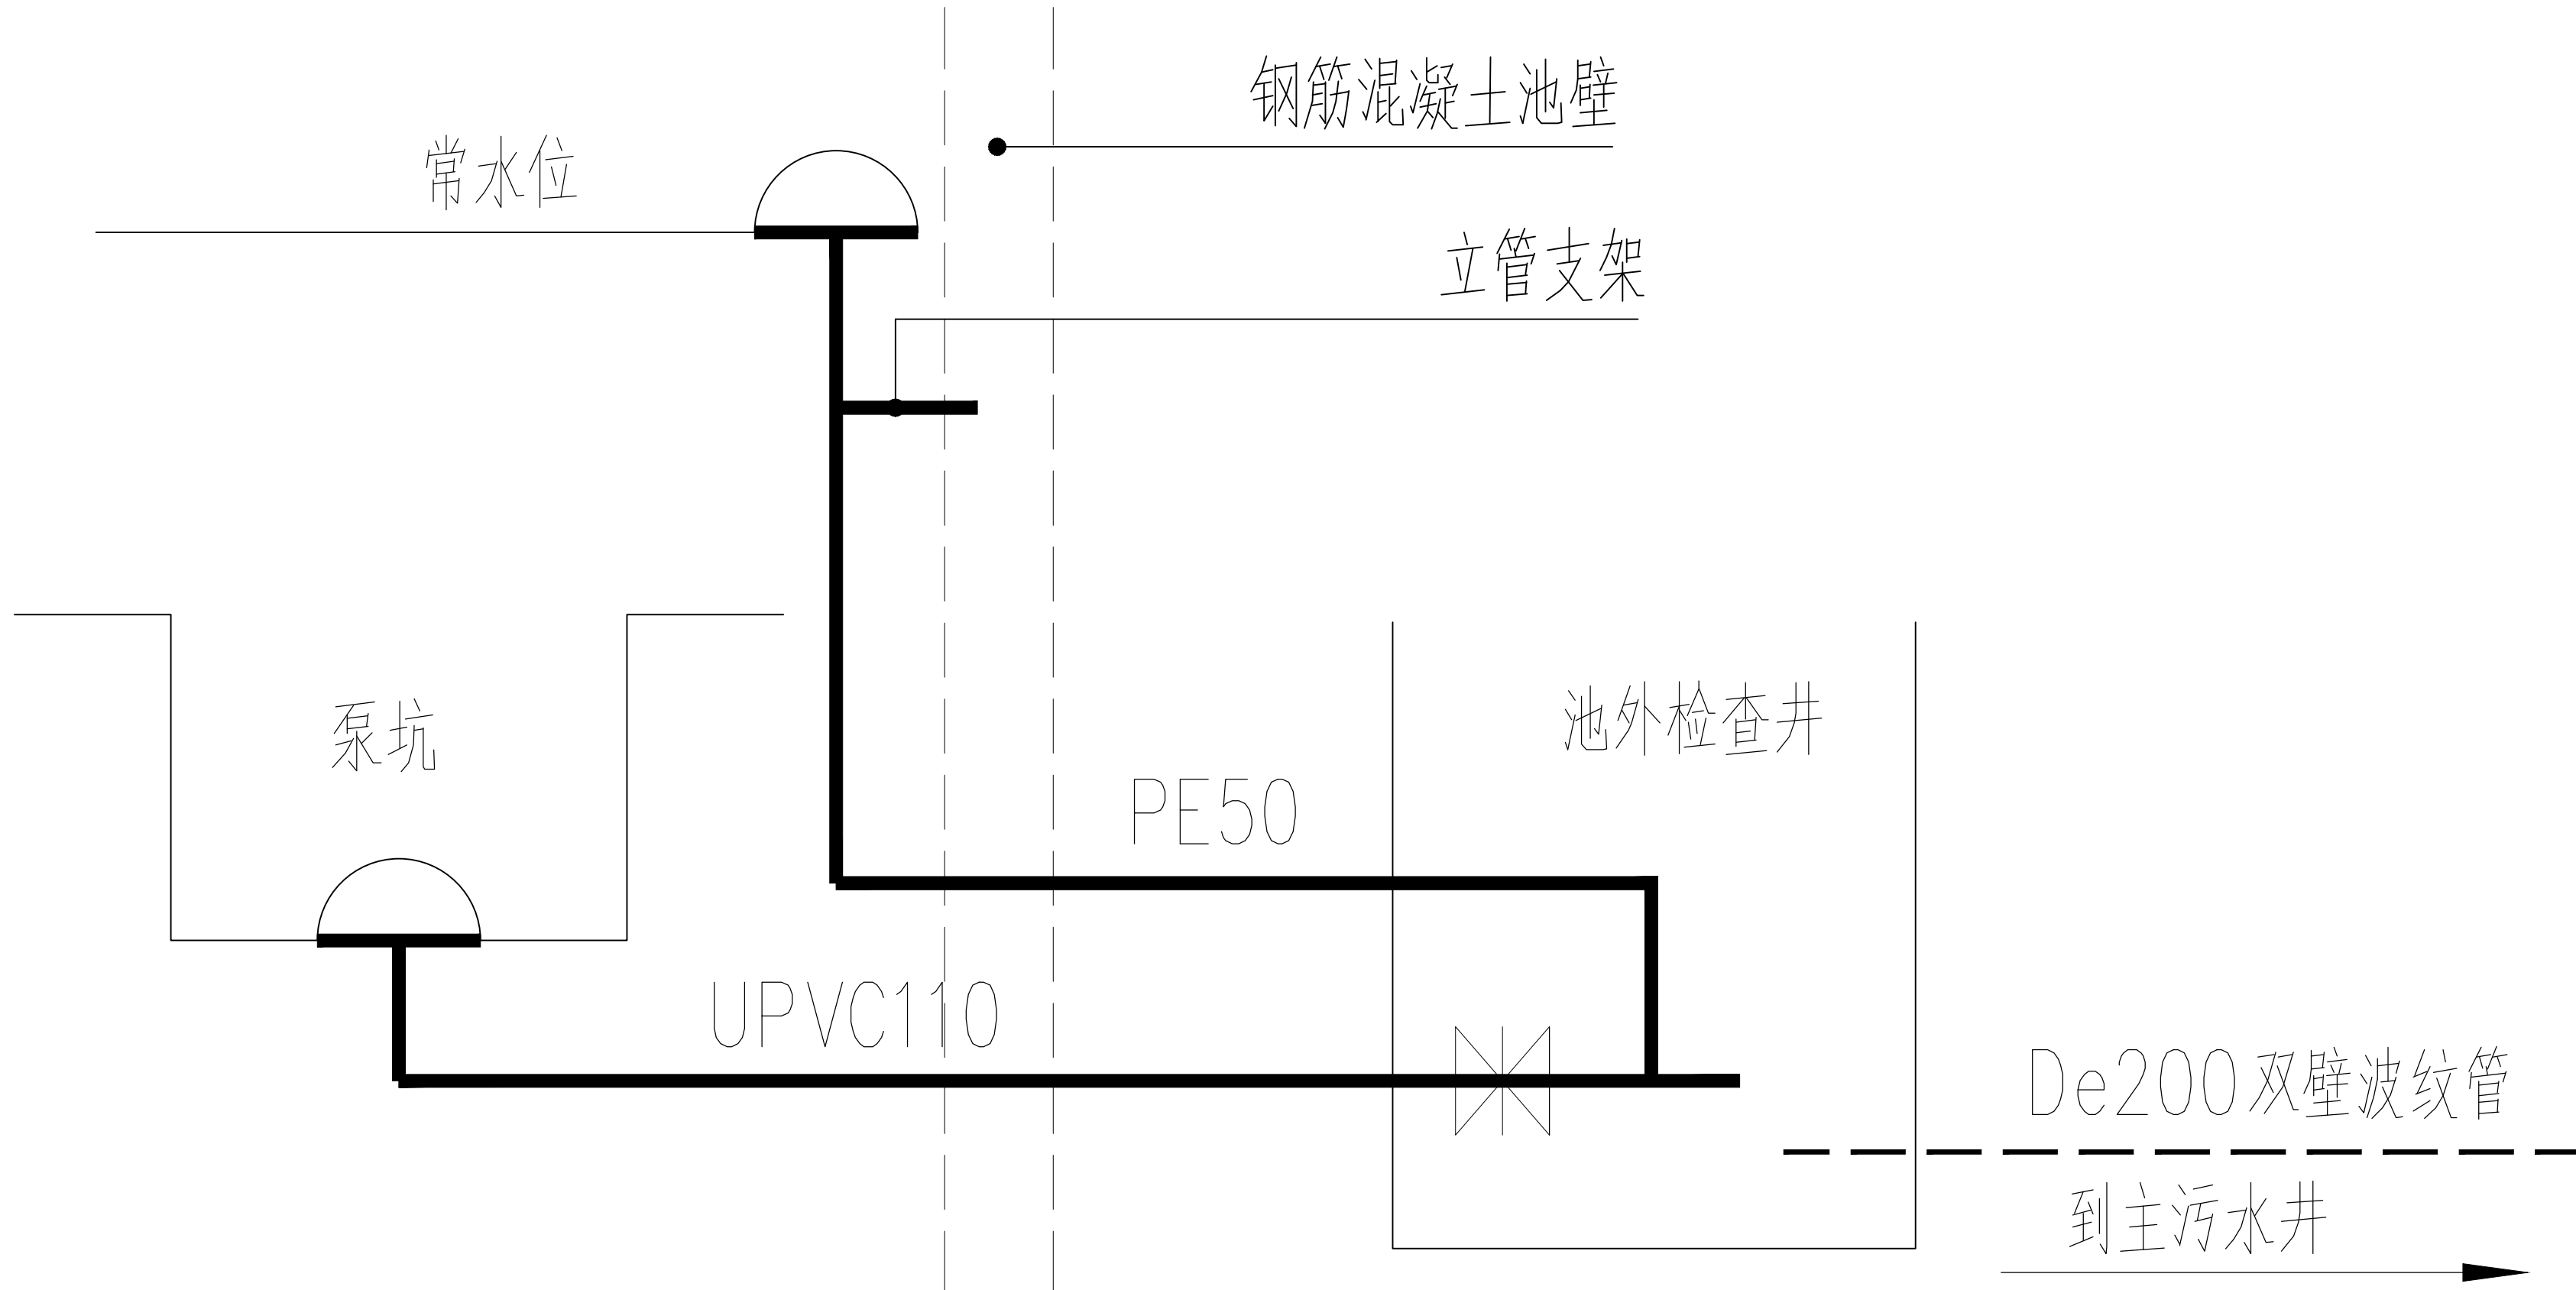 钢筋混凝土池壁
常水位
立管支架
泵坑
池外检查井
PE50
UPVC110
De200双壁波纹管
到主污水井